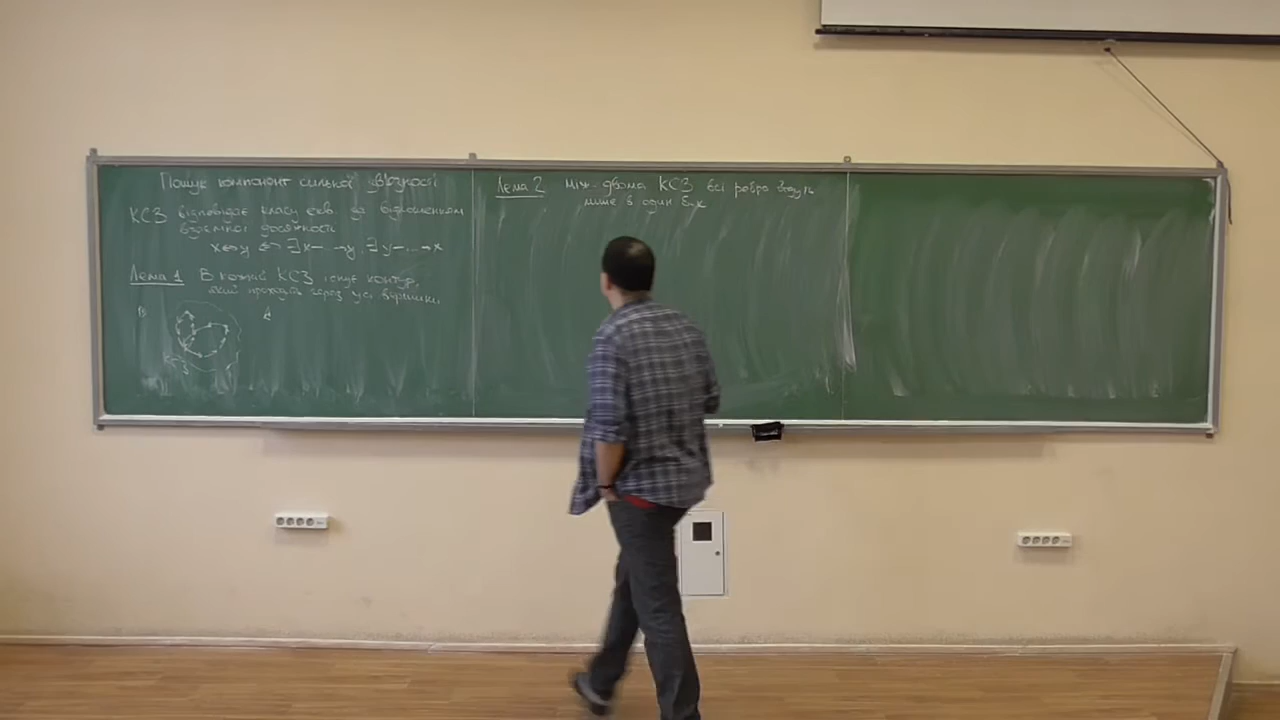 Пошук компонент сильної зв'язності
КСЗ відповідає класу екв. за відношенням
взаємної досяжності
x↔y ⇔ ∃ x→...→y, ∃ y→...→x
Лема 1 В кожній КСЗ існує контур,
який проходить через усі вершини.
Лема 2 Між двома КСЗ всі ребра йдуть
лише в один бік